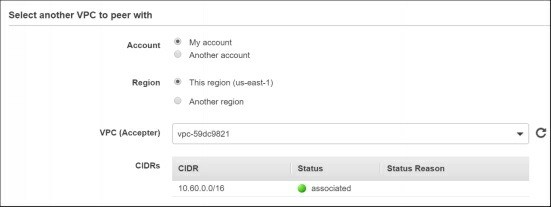 Select another VPC to peer with
Account
My account
Another account
Region
This region (us-east-1)
Another region
VPC (Accepter)
vpc-59dc9821
CIDRs
CIDR Status Status Reason
10.60.0.0/16 associated